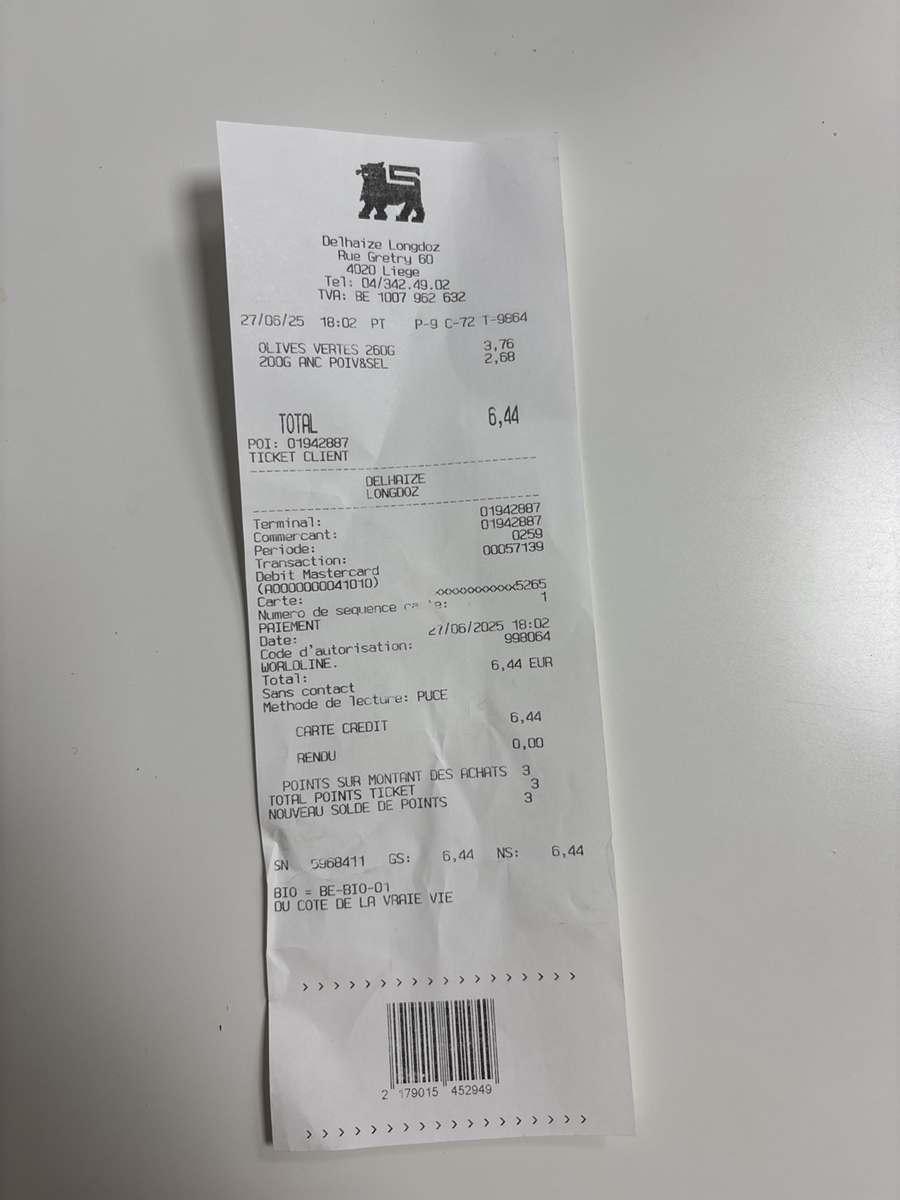 Delhaize Longdoz
Rue Gretry 60
4020 Liege
Tel: 04/342.49.02
TVA: BE 1007 962 632
27/06/25 18:02 PT P-9 C-72 T-9864
OLIVES VERTES 260G 3,76
200G ANC POIV&SEL 2,68
TOTAL 6,44
POI: 01942887
TICKET CLIENT
DELHAIZE
LONGDOZ
Terminal: 01942887
Commercant: 01942887
Periode: 0259
Transaction: 00057139
Debit Mastercard
(A0000000041010)
Carte: xxxxxxxxxxxx5265
Numero de sequence carte: 1
PAIEMENT
Date: 27/06/2025 18:02
Code d'autorisation: 998064
WORLDLINE.
Total: 6,44 EUR
Sans contact
Methode de lecture: PUCE
CARTE CREDIT 6,44
RENDU 0,00
POINTS SUR MONTANT DES ACHATS 3
TOTAL POINTS TICKET 3
NOUVEAU SOLDE DE POINTS 3
SN 5968411 GS: 6,44 NS: 6,44
BIO = BE-BIO-01
DU COTE DE LA VRAIE VIE
> > > > > > > > > > > > > > > > > >
2 179015 452949
> > > > > > > > > > > > > > > > > >